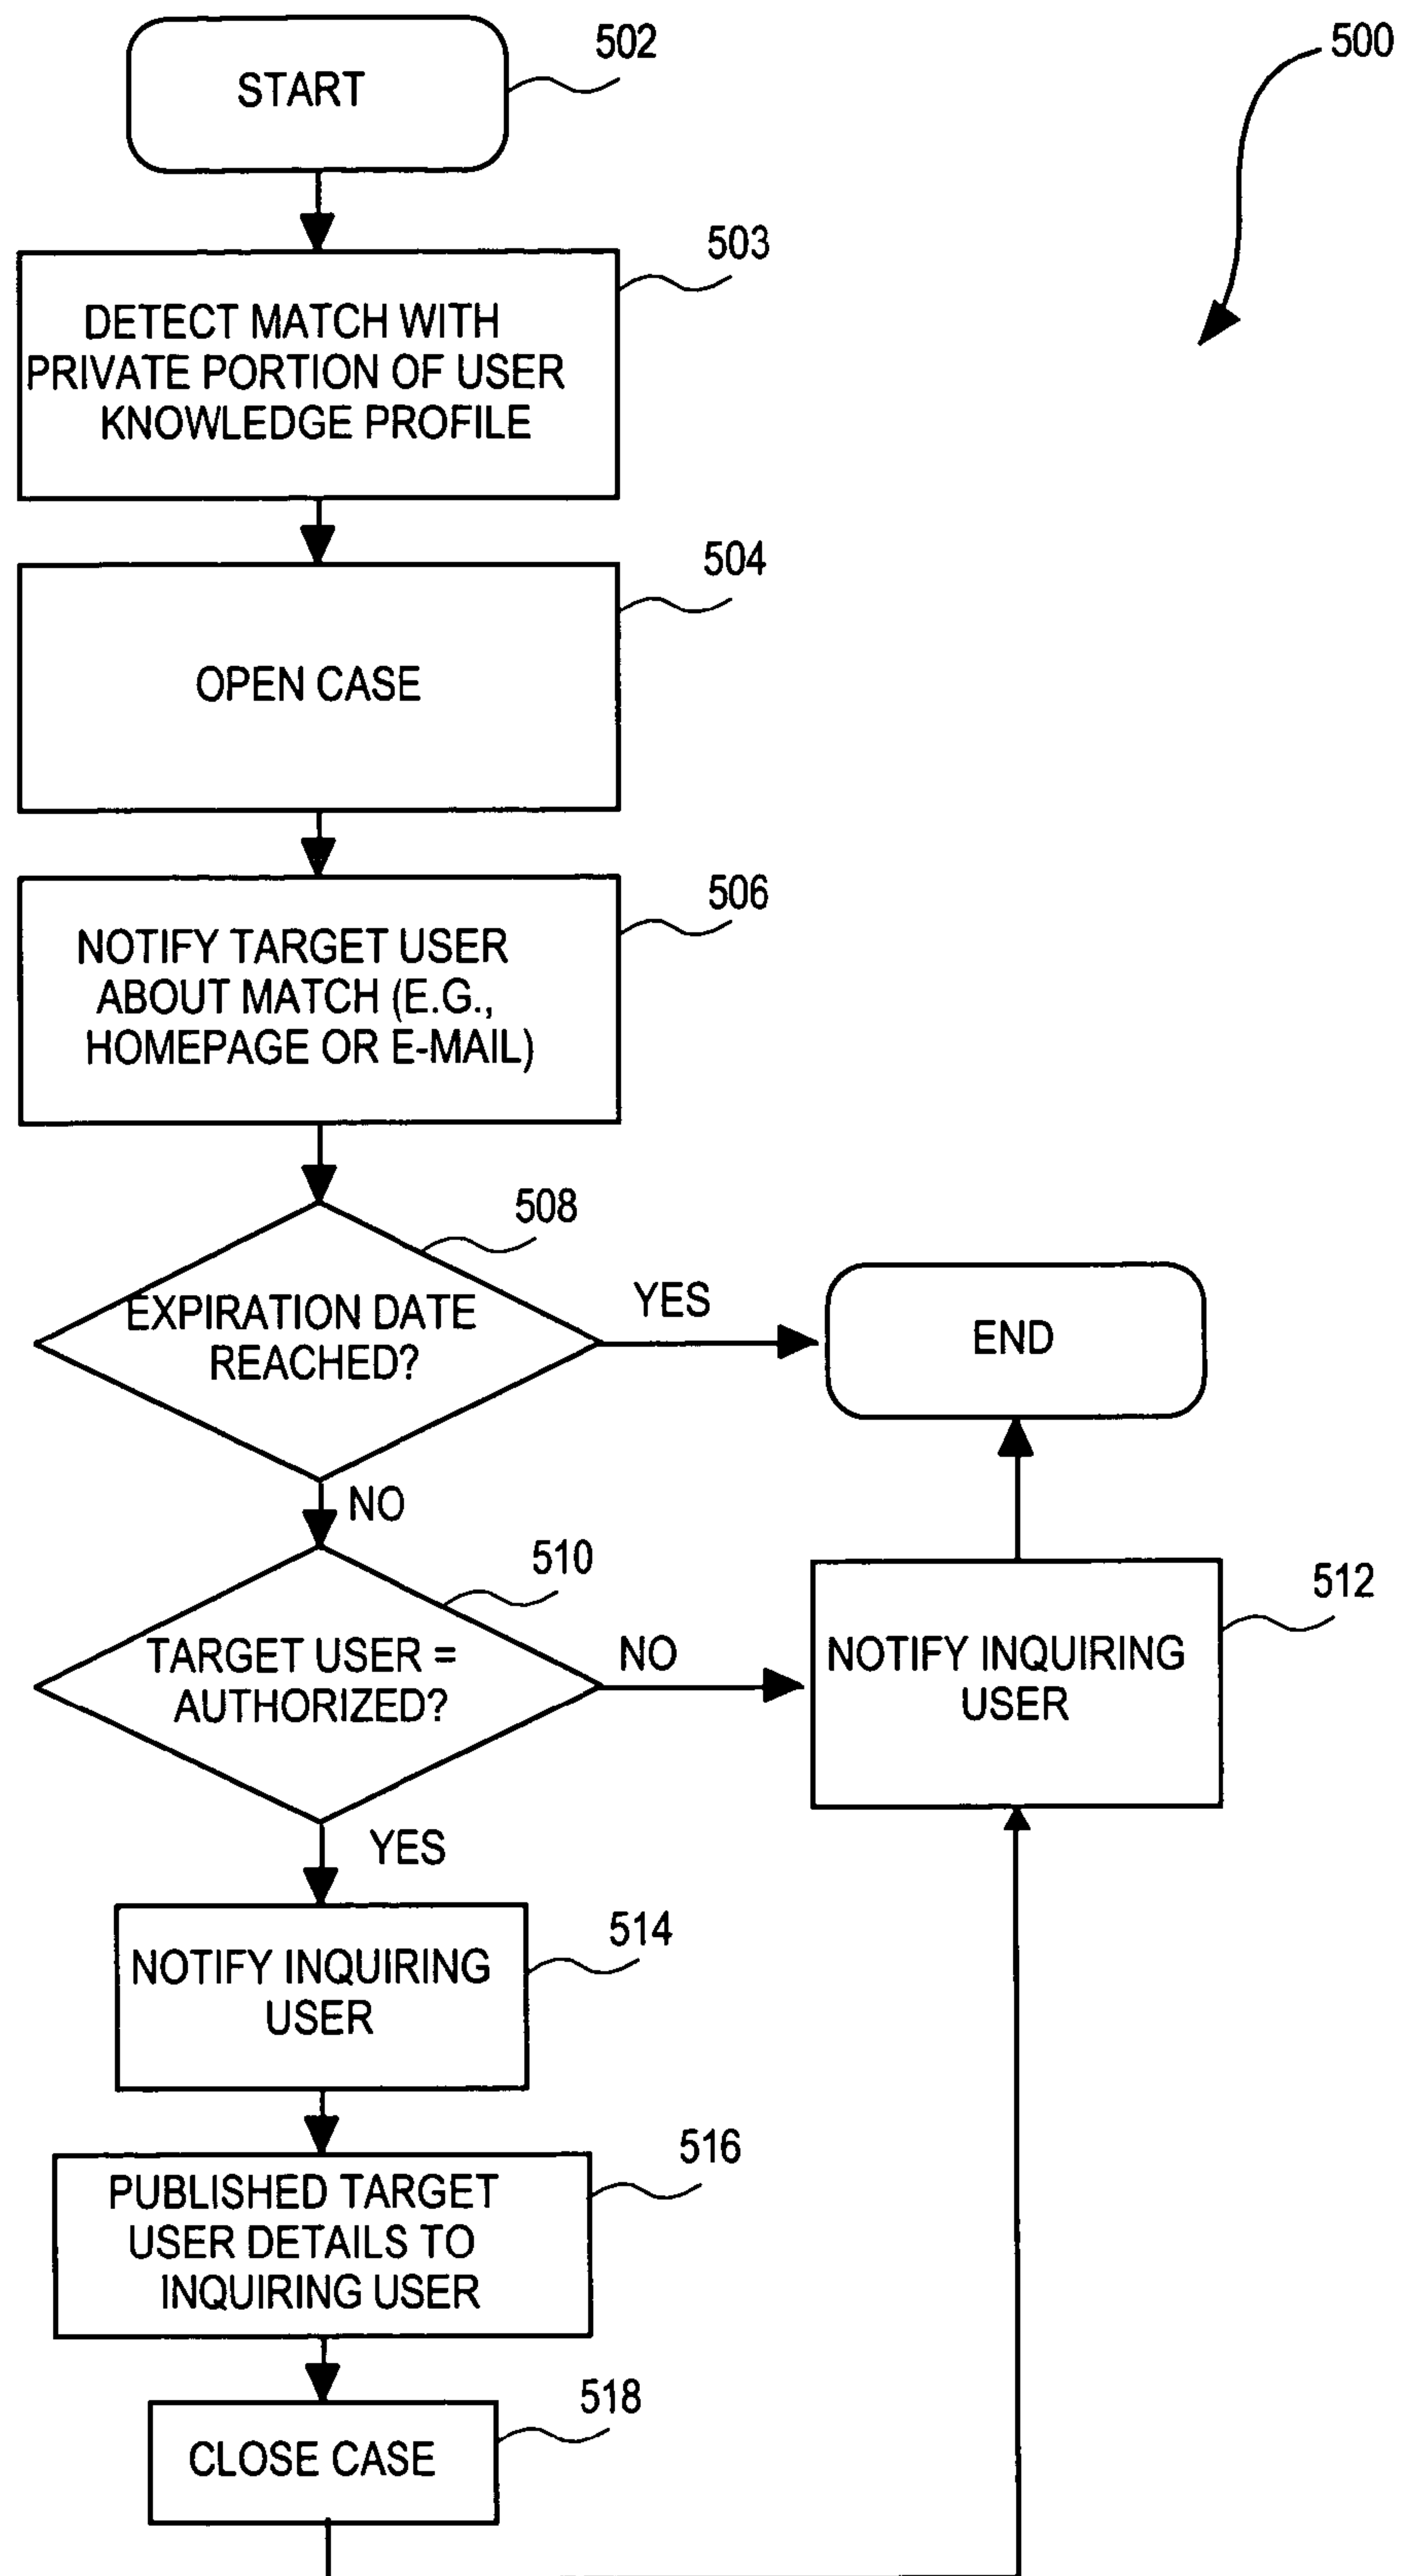 502
500
START
503
DETECT MATCH WITH
PRIVATE PORTION OF USER
KNOWLEDGE PROFILE
504
OPEN CASE
506
NOTIFY TARGET USER
ABOUT MATCH (E.G.,
HOMEPAGE OR E-MAIL)
508
EXPIRATION DATE
REACHED?
YES
END
NO
510
TARGET USER =
AUTHORIZED?
NO
512
NOTIFY INQUIRING
USER
YES
514
NOTIFY INQUIRING
USER
516
PUBLISHED TARGET
USER DETAILS TO
INQUIRING USER
518
CLOSE CASE